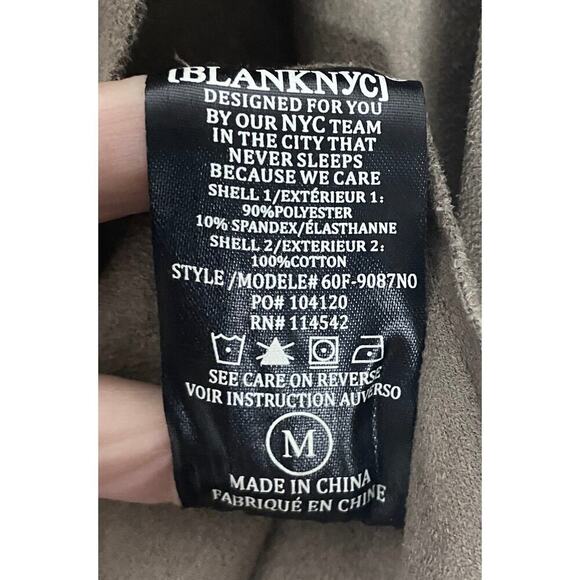 [BLANKNYC]
DESIGNED FOR YOU
BY OUR NYC TEAM
IN THE CITY THAT
NEVER SLEEPS
BECAUSE WE CARE
SHELL 1/EXTÉRIEUR 1:
90%POLYESTER
10% SPANDEX/ÉLASTHANNE
SHELL 2/EXTERIEUR 2:
100%COTTON
STYLE /MODELE# 60F-9087NO
PO# 104120
RN# 114542
SEE CARE ON REVERSE
VOIR INSTRUCTION AUVERSO
M
MADE IN CHINA
FABRIQUÉ EN CHINE